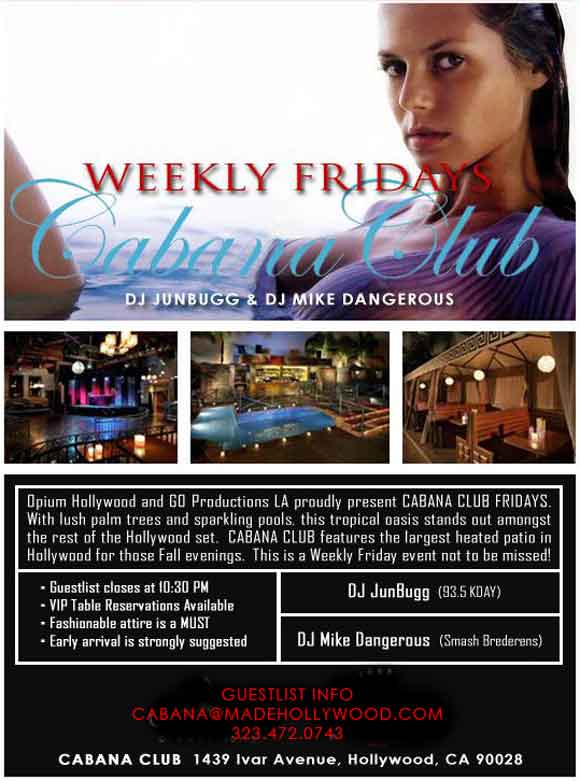 WEEKLY FRIDAYS
Cabana Club
DJ JUNBUGG & DJ MIKE DANGEROUS
Opium Hollywood and GO Productions LA proudly present CABANA CLUB FRIDAYS.
With lush palm trees and sparkling pools, this tropical oasis stands out amongst
the rest of the Hollywood set. CABANA CLUB features the largest heated patio in
Hollywood for those Fall evenings. This is a Weekly Friday event not to be missed!
- Guestlist closes at 10:30 PM
- VIP Table Reservations Available
- Fashionable attire is a MUST
- Early arrival is strongly suggested
DJ JunBugg (93.5 KDAY)
DJ Mike Dangerous (Smash Brederens)
GUESTLIST INFO
CABANA@MADEHOLLYWOOD.COM
323.472.0743
CABANA CLUB 1439 Ivar Avenue, Hollywood, CA 90028